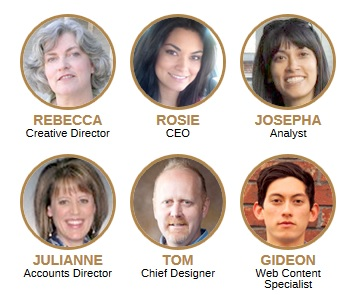 REBECCA
Creative Director
ROSIE
CEO
JOSEPHA
Analyst
JULIANNE
Accounts Director
TOM
Chief Designer
GIDEON
Web Content
Specialist